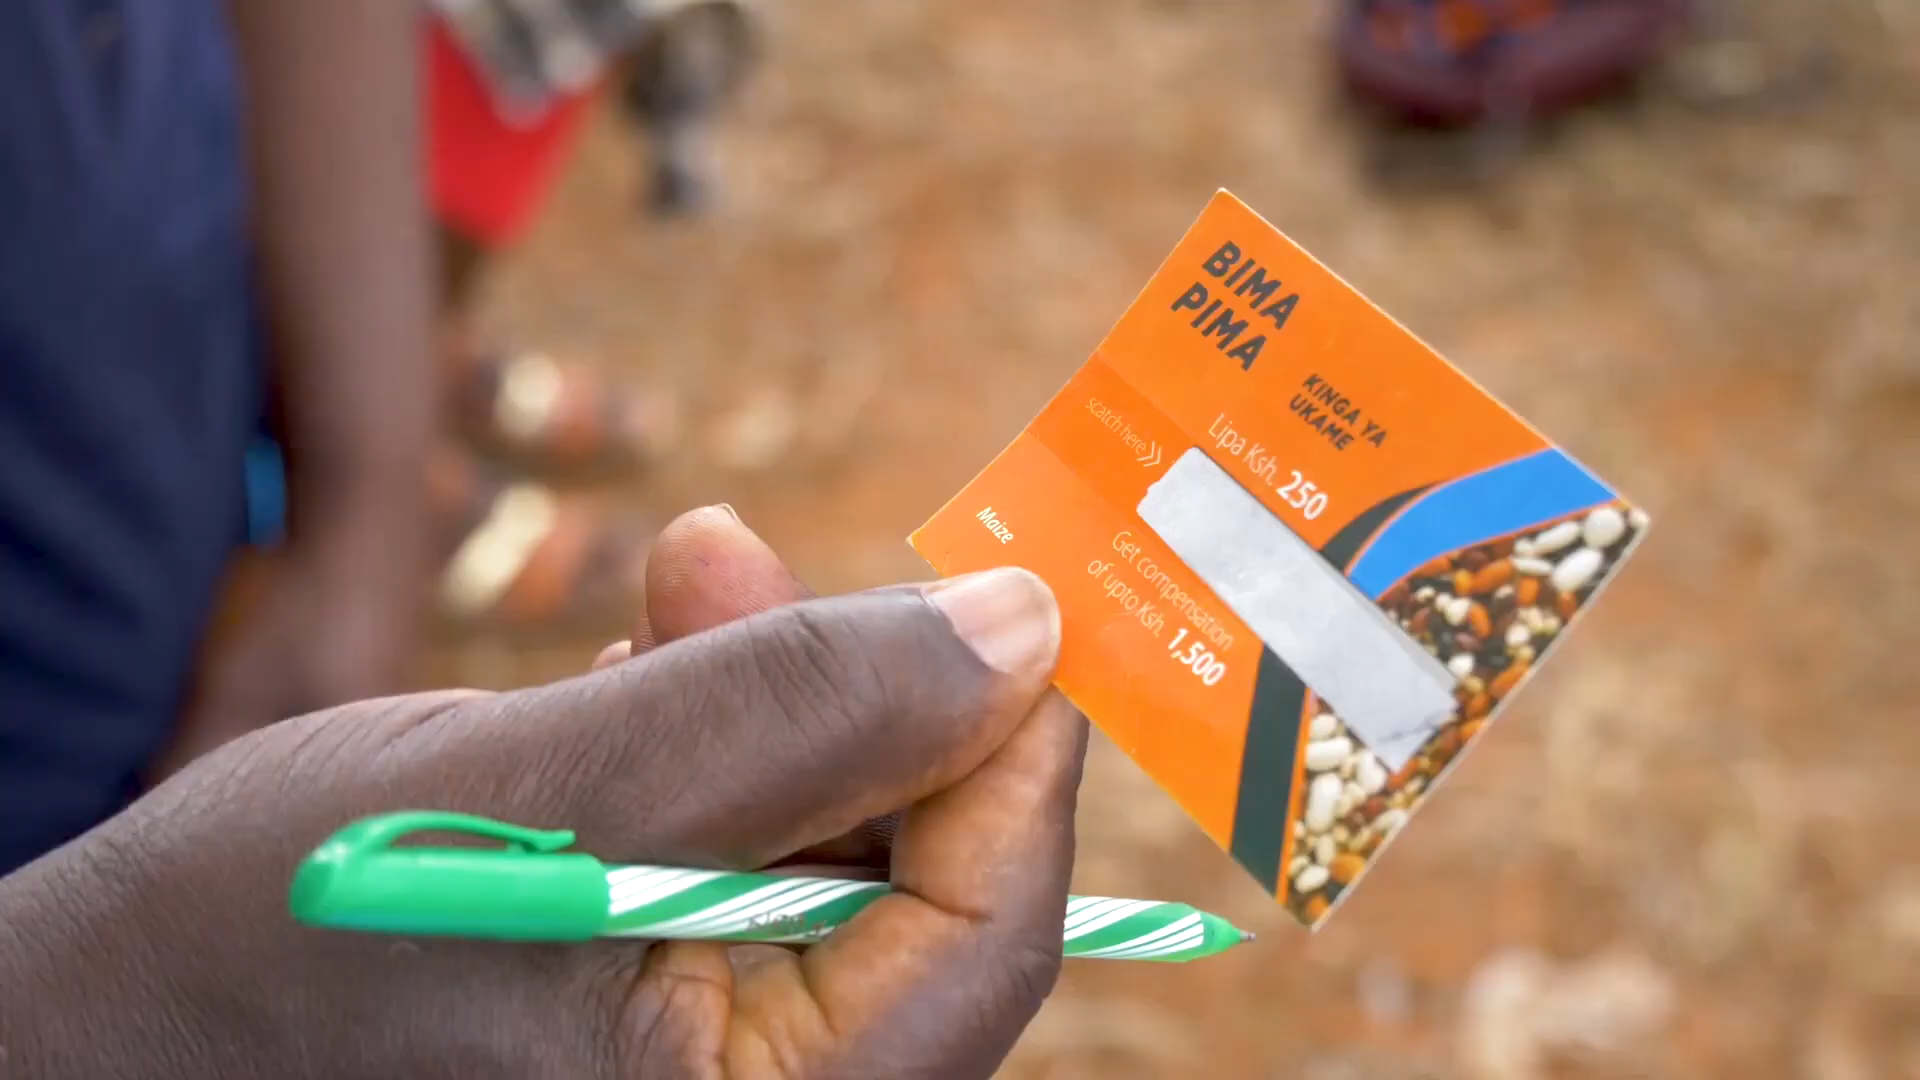 BIMA
PIMA
KINGA YA
UKAME
Lipa Ksh. 250
scatch here
Get compensation
of upto Ksh. 1,500
Maize